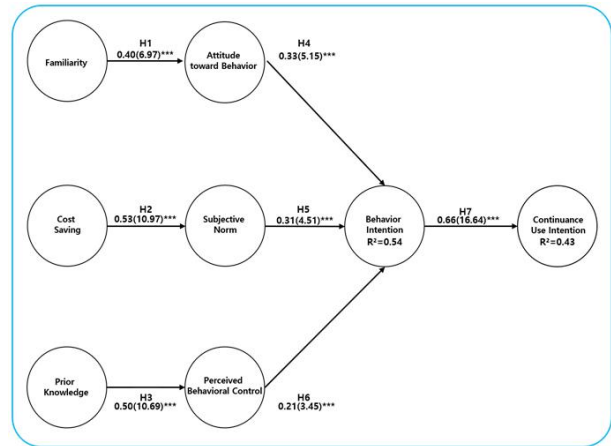 H1
0.40(6.97)***
H4
0.33(5.15)***
Familiarity
Attitude
toward Behavior
H2
0.53(10.97)***
H5
0.31(4.51)***
H7
0.66(16.64)***
Cost
Saving
Subjective
Norm
Behavior
Intention
R²=0.54
Continuance
Use Intention
R²=0.43
Prior
Knowledge
H3
0.50(10.69)***
Perceived
Behavioral Control
H6
0.21(3.45)***